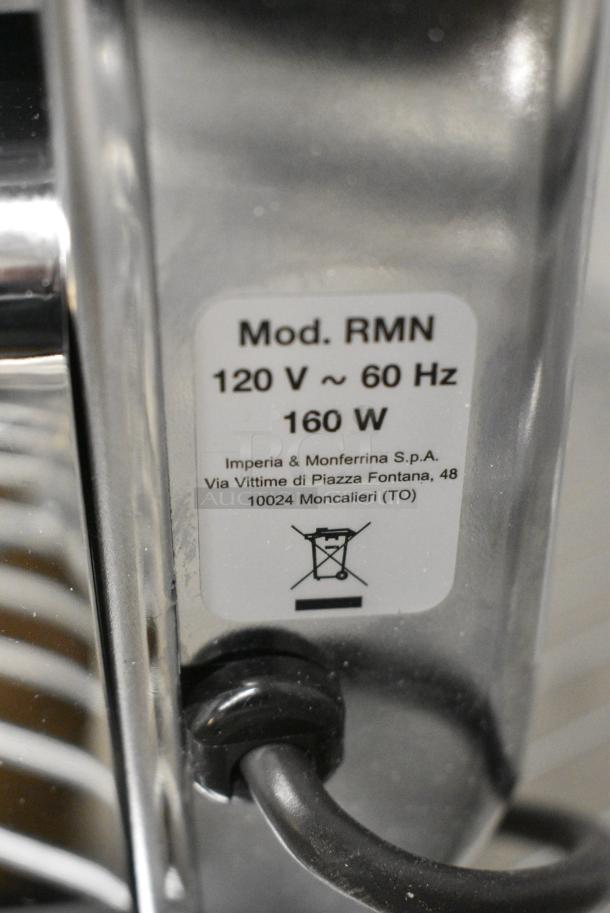 Mod. RMN
120 V ~ 60 Hz
160 W
Imperia & Monferrina S.p.A.
Via Vittime di Piazza Fontana, 48
10024 Moncalieri (TO)